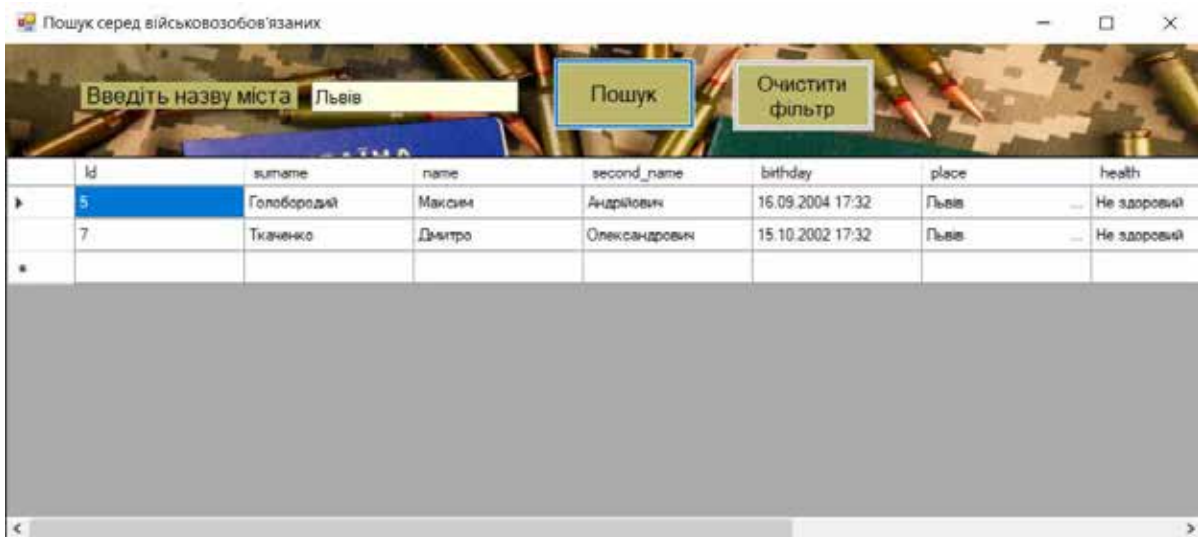 Пошук серед військовозобов'язаних
Введіть назву міста Львів Пошук Очистити фільтр
Id surname name second_name birthday place health
5 Голобородий Максим Андрійович 16.09.2004 17:32 Львів ... Не здоровий
7 Ткаченко Дмитро Олександрович 15.10.2002 17:32 Львів ... Не здоровий